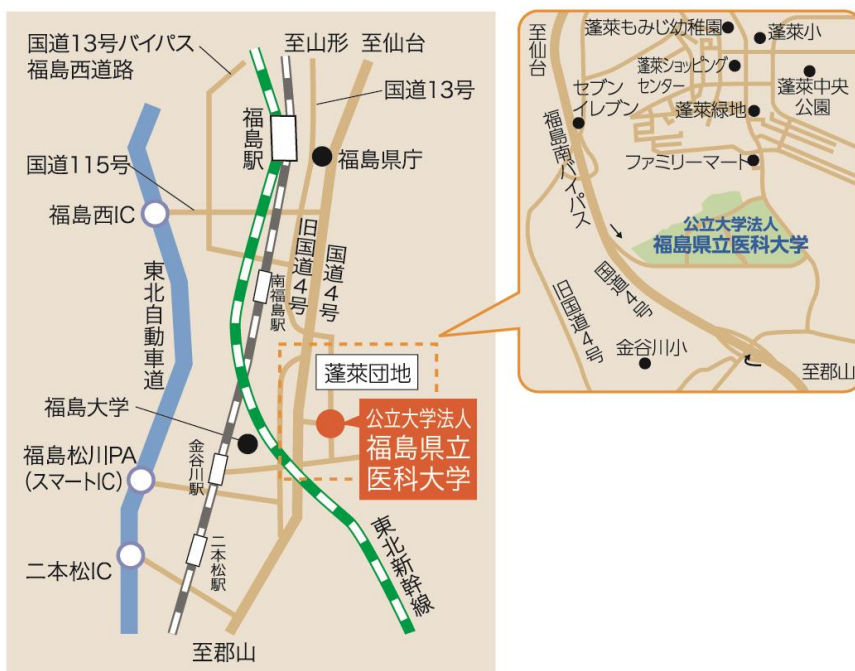 国道13号バイパス
福島西道路
至山形
至仙台
国道13号
福島駅
福島県庁
国道115号
福島西IC
旧国道4号
国道4号
東北自動車道
南福島駅
蓬萊団地
福島大学
公立大学法人
福島県立
医科大学
福島松川PA
(スマートIC)
金谷川駅
二本松IC
二本松駅
東北新幹線
至郡山
至仙台
蓬萊もみじ幼稚園
蓬萊小
蓬萊ショッピング
センター
蓬萊中央
公園
セブン
イレブン
蓬萊緑地
福島南バイパス
ファミリーマート
公立大学法人
福島県立医科大学
国道4号
旧国道4号
金谷川小
至郡山